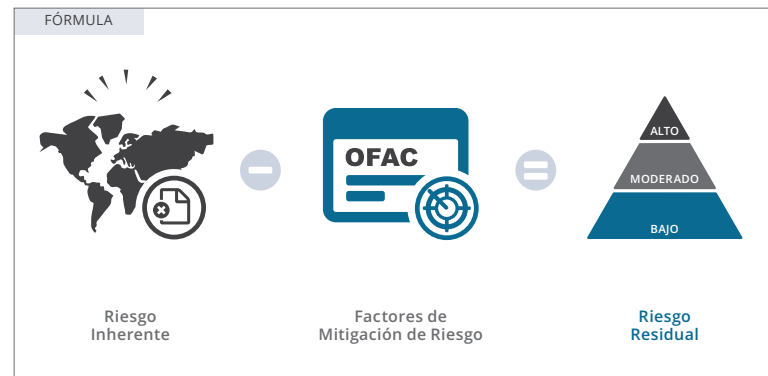 FÓRMULA
OFAC
ALTO
MODERADO
BAJO
Riesgo
Inherente
Factores de
Mitigación de Riesgo
Riesgo
Residual